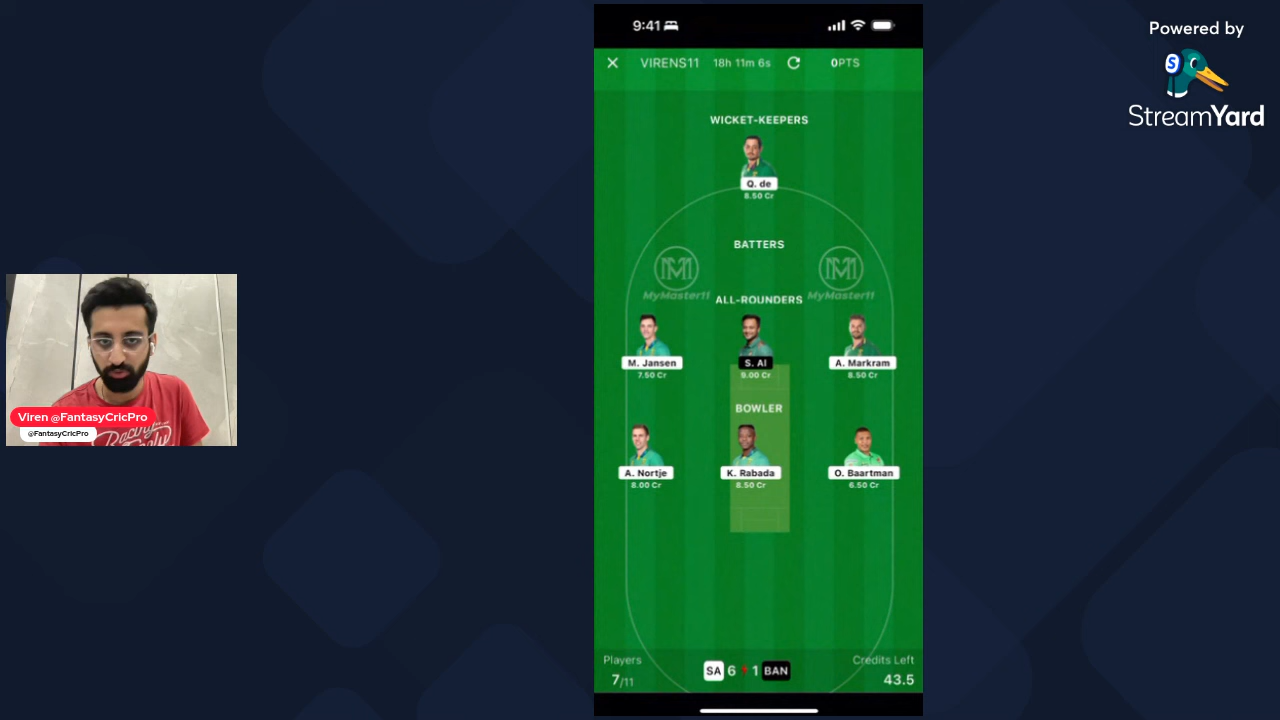 Powered by
StreamYard
9:41
VIRENS11 18h 11m 6s 0PTS
WICKET-KEEPERS
Q. de
8.50 Cr
BATTERS
MyMaster11 MyMaster11
ALL-ROUNDERS
M. Jansen S. Al A. Markram
7.50 Cr 9.00 Cr 8.50 Cr
BOWLER
A. Nortje K. Rabada O. Baartman
8.00 Cr 8.50 Cr 6.50 Cr
Players Credits Left
7/11 SA 6 1 BAN 43.5
Viren @FantasyCricPro
@FantasyCricPro
Racing